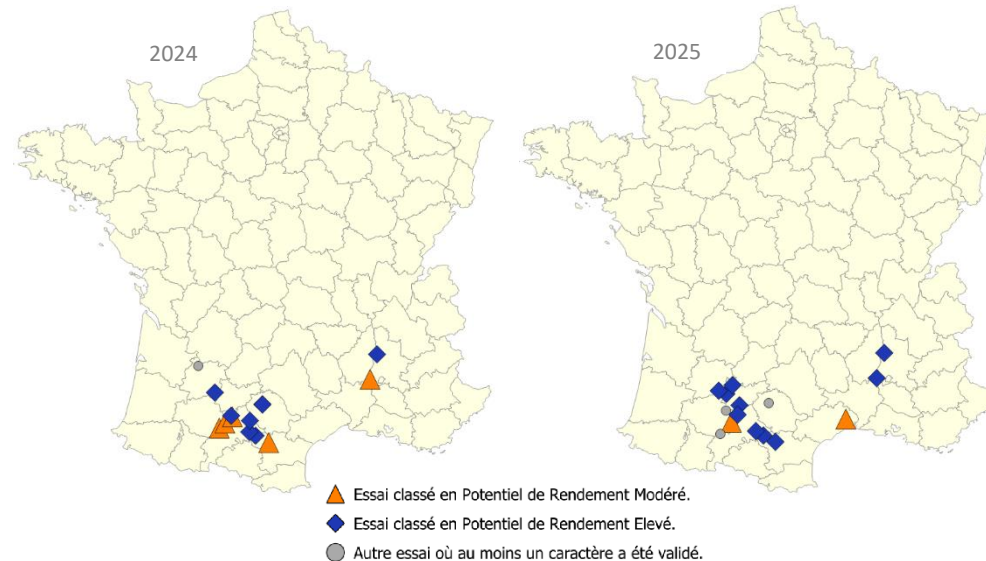 2024
2025
Essai classé en Potentiel de Rendement Modéré.
Essai classé en Potentiel de Rendement Elevé.
Autre essai où au moins un caractère a été validé.